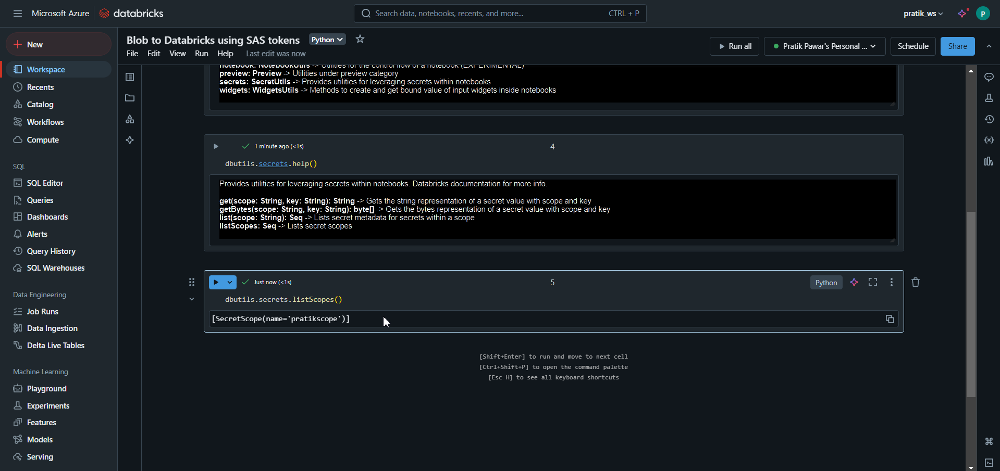 Microsoft Azure databricks
Search data, notebooks, recents, and more... CTRL + P
pratik_ws
P
New
Workspace
Recents
Catalog
Workflows
Compute
SQL
SQL Editor
Queries
Dashboards
Alerts
Query History
SQL Warehouses
Data Engineering
Job Runs
Data Ingestion
Delta Live Tables
Machine Learning
Playground
Experiments
Features
Models
Serving
Blob to Databricks using SAS tokens Python
File Edit View Run Help Last edit was now
Run all Pratik Pawar's Personal ... Schedule Share
notebook: NotebookUtils -> Utilities for the control flow of a notebook (EXPERIMENTAL)
preview: Preview -> Utilities under preview category
secrets: SecretUtils -> Provides utilities for leveraging secrets within notebooks
widgets: WidgetsUtils -> Methods to create and get bound value of input widgets inside notebooks
1 minute ago (<1s) 4
dbutils.secrets.help()
Provides utilities for leveraging secrets within notebooks. Databricks documentation for more info.
get(scope: String, key: String): String -> Gets the string representation of a secret value with scope and key
getBytes(scope: String, key: String): byte[] -> Gets the bytes representation of a secret value with scope and key
list(scope: String): Seq -> Lists secret metadata for secrets within a scope
listScopes: Seq -> Lists secret scopes
Just now (<1s) 5 Python
dbutils.secrets.listScopes()
[SecretScope(name='pratikscope')]
[Shift+Enter] to run and move to next cell
[Ctrl+Shift+P] to open the command palette
[Esc H] to see all keyboard shortcuts